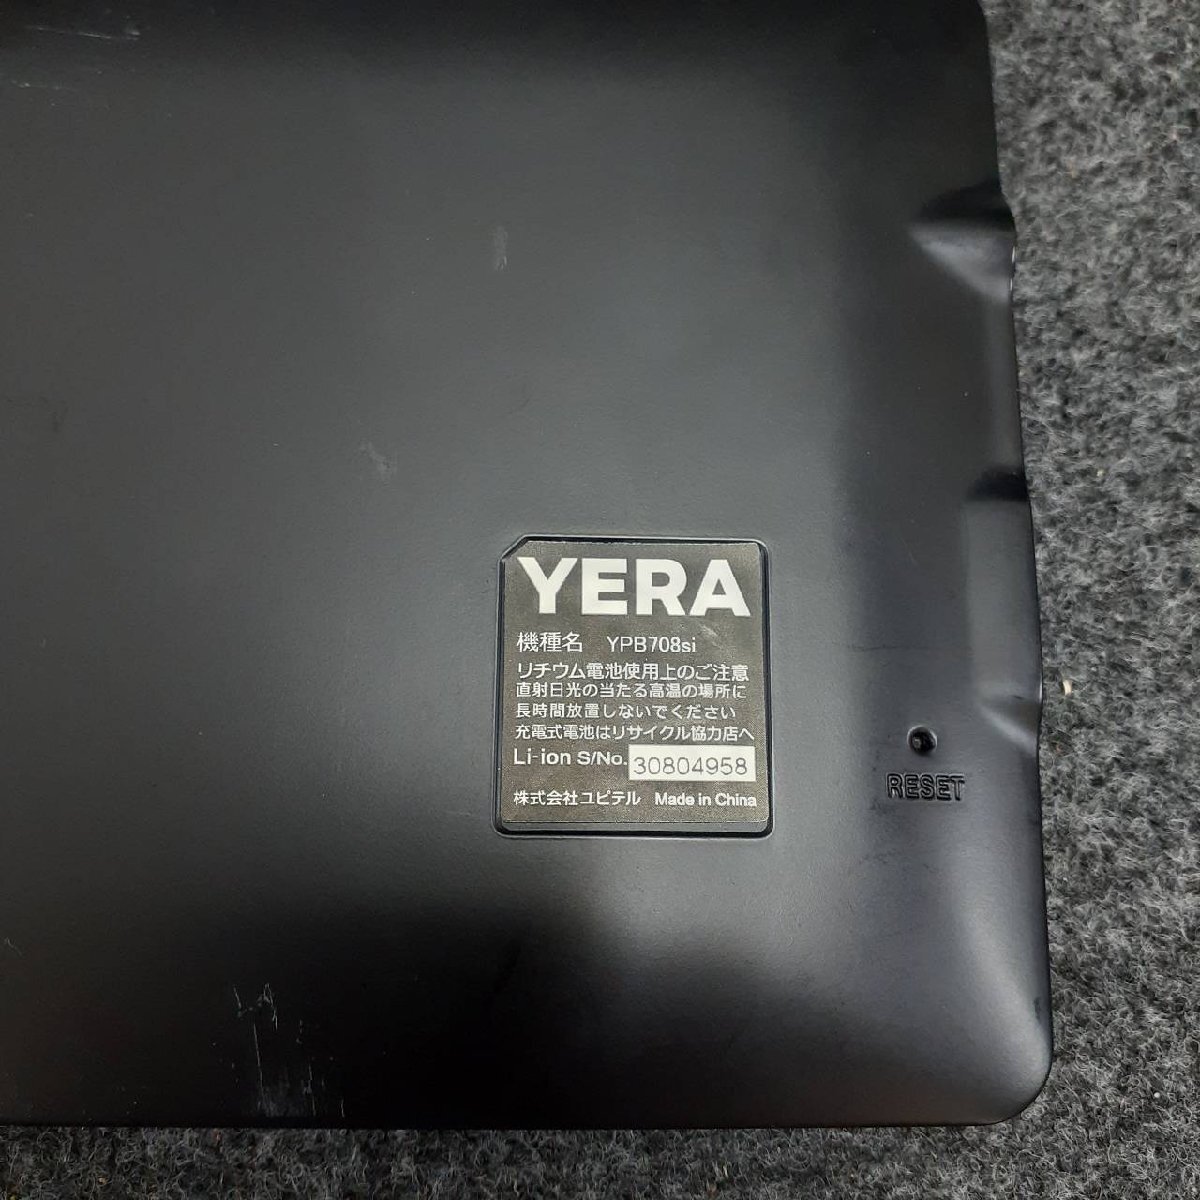 YERA
機種名 YPB708si
リチウム電池使用上のご注意
直射日光の当たる高温の場所に
長時間放置しないでください
充電式電池はリサイクル協力店へ
Li-ion S/No. 30804958
株式会社ユピテル Made in China
RESET